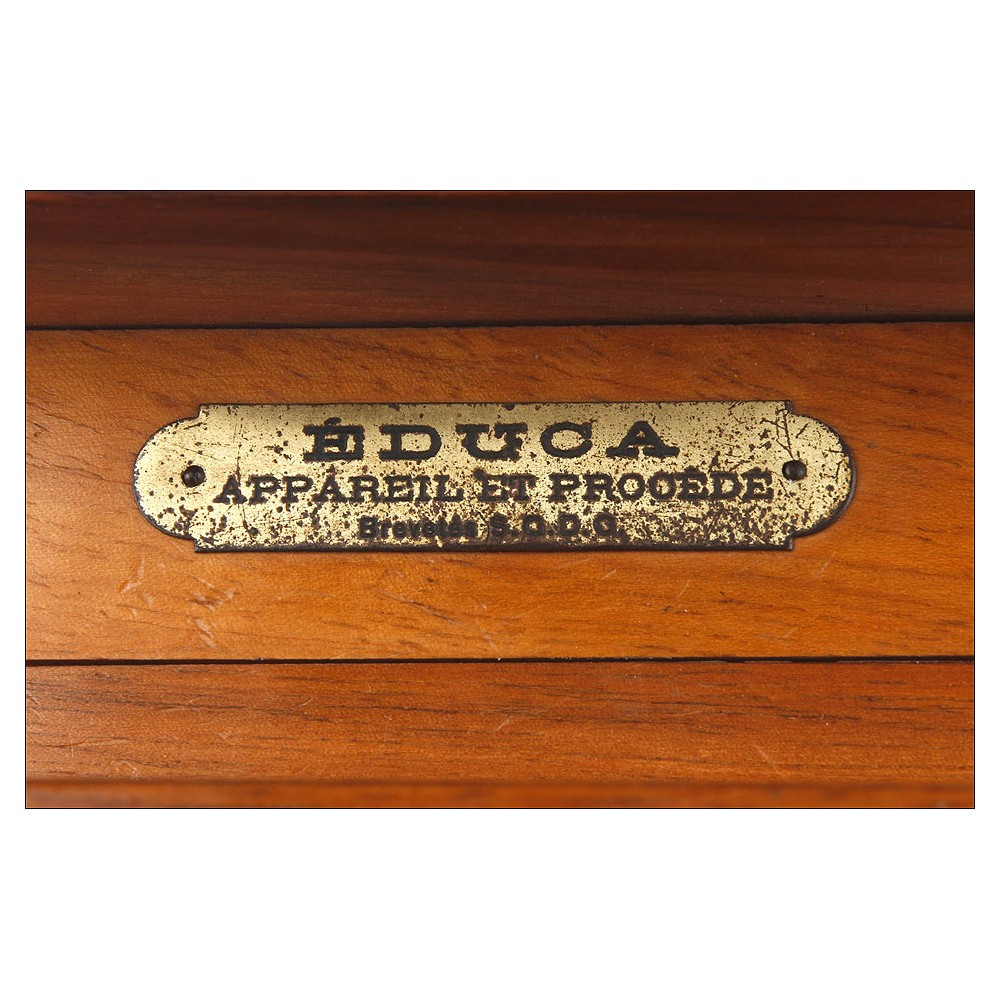 ÉDUCA
APPAREIL ET PROCÉDÉ
Brevetés S.G.D.G.